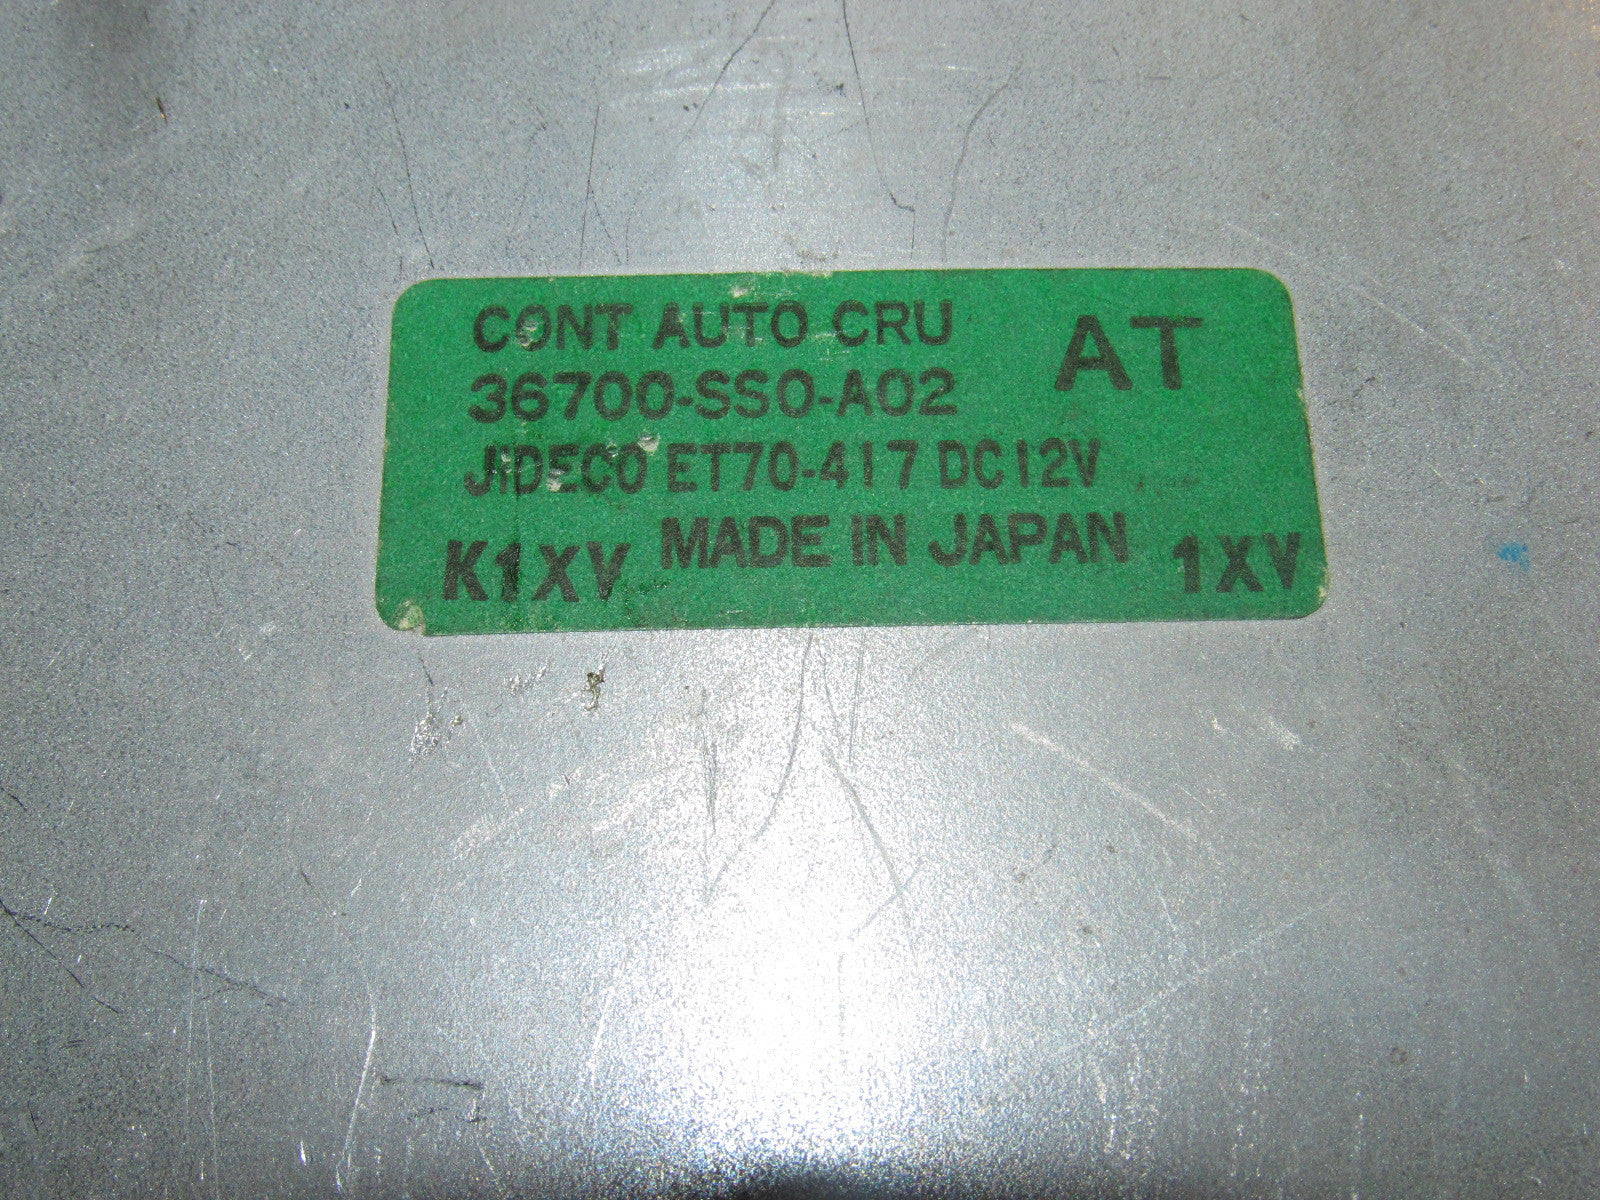 CONT AUTO CRU AT
36700-SS0-A02
JIDECO ET70-417 DC12V
K1XV MADE IN JAPAN 1XV